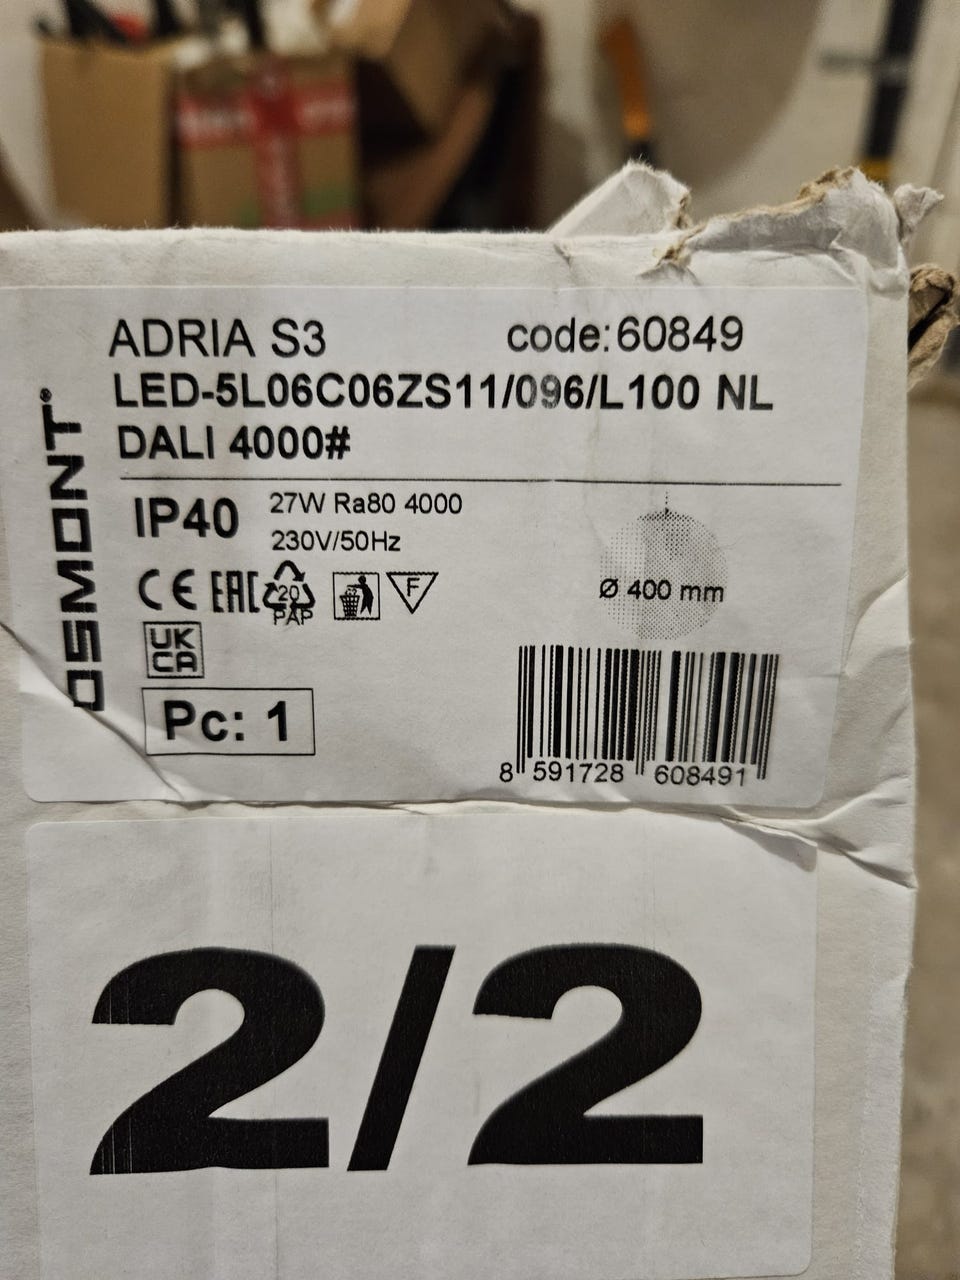 ADRIA S3 code: 60849
LED-5L06C06ZS11/096/L100 NL
DALI 4000#
OSMONT®
IP40 27W Ra80 4000
230V/50Hz
CE EAC 20 PAP F
Ø 400 mm
UK CA
Pc: 1
8 591728 608491
2/2